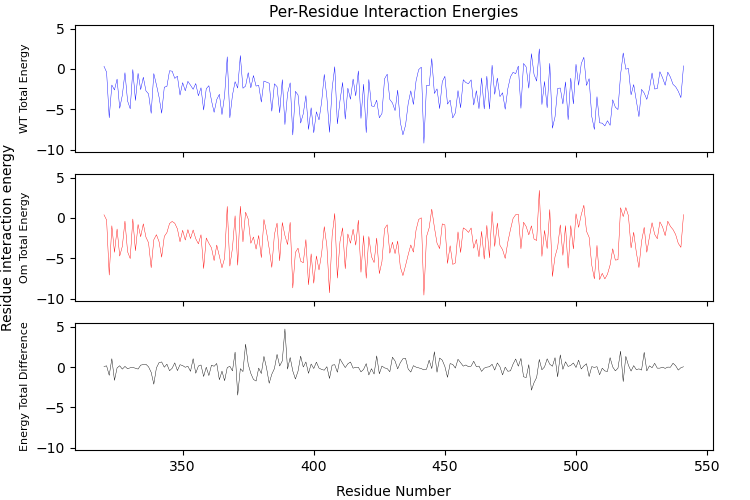 Per-Residue Interaction Energies
Residue interaction energy
WT Total Energy
5
0
−5
−10
Om Total Energy
5
0
−5
−10
Energy Total Difference
5
0
−5
−10
350 400 450 500 550
Residue Number